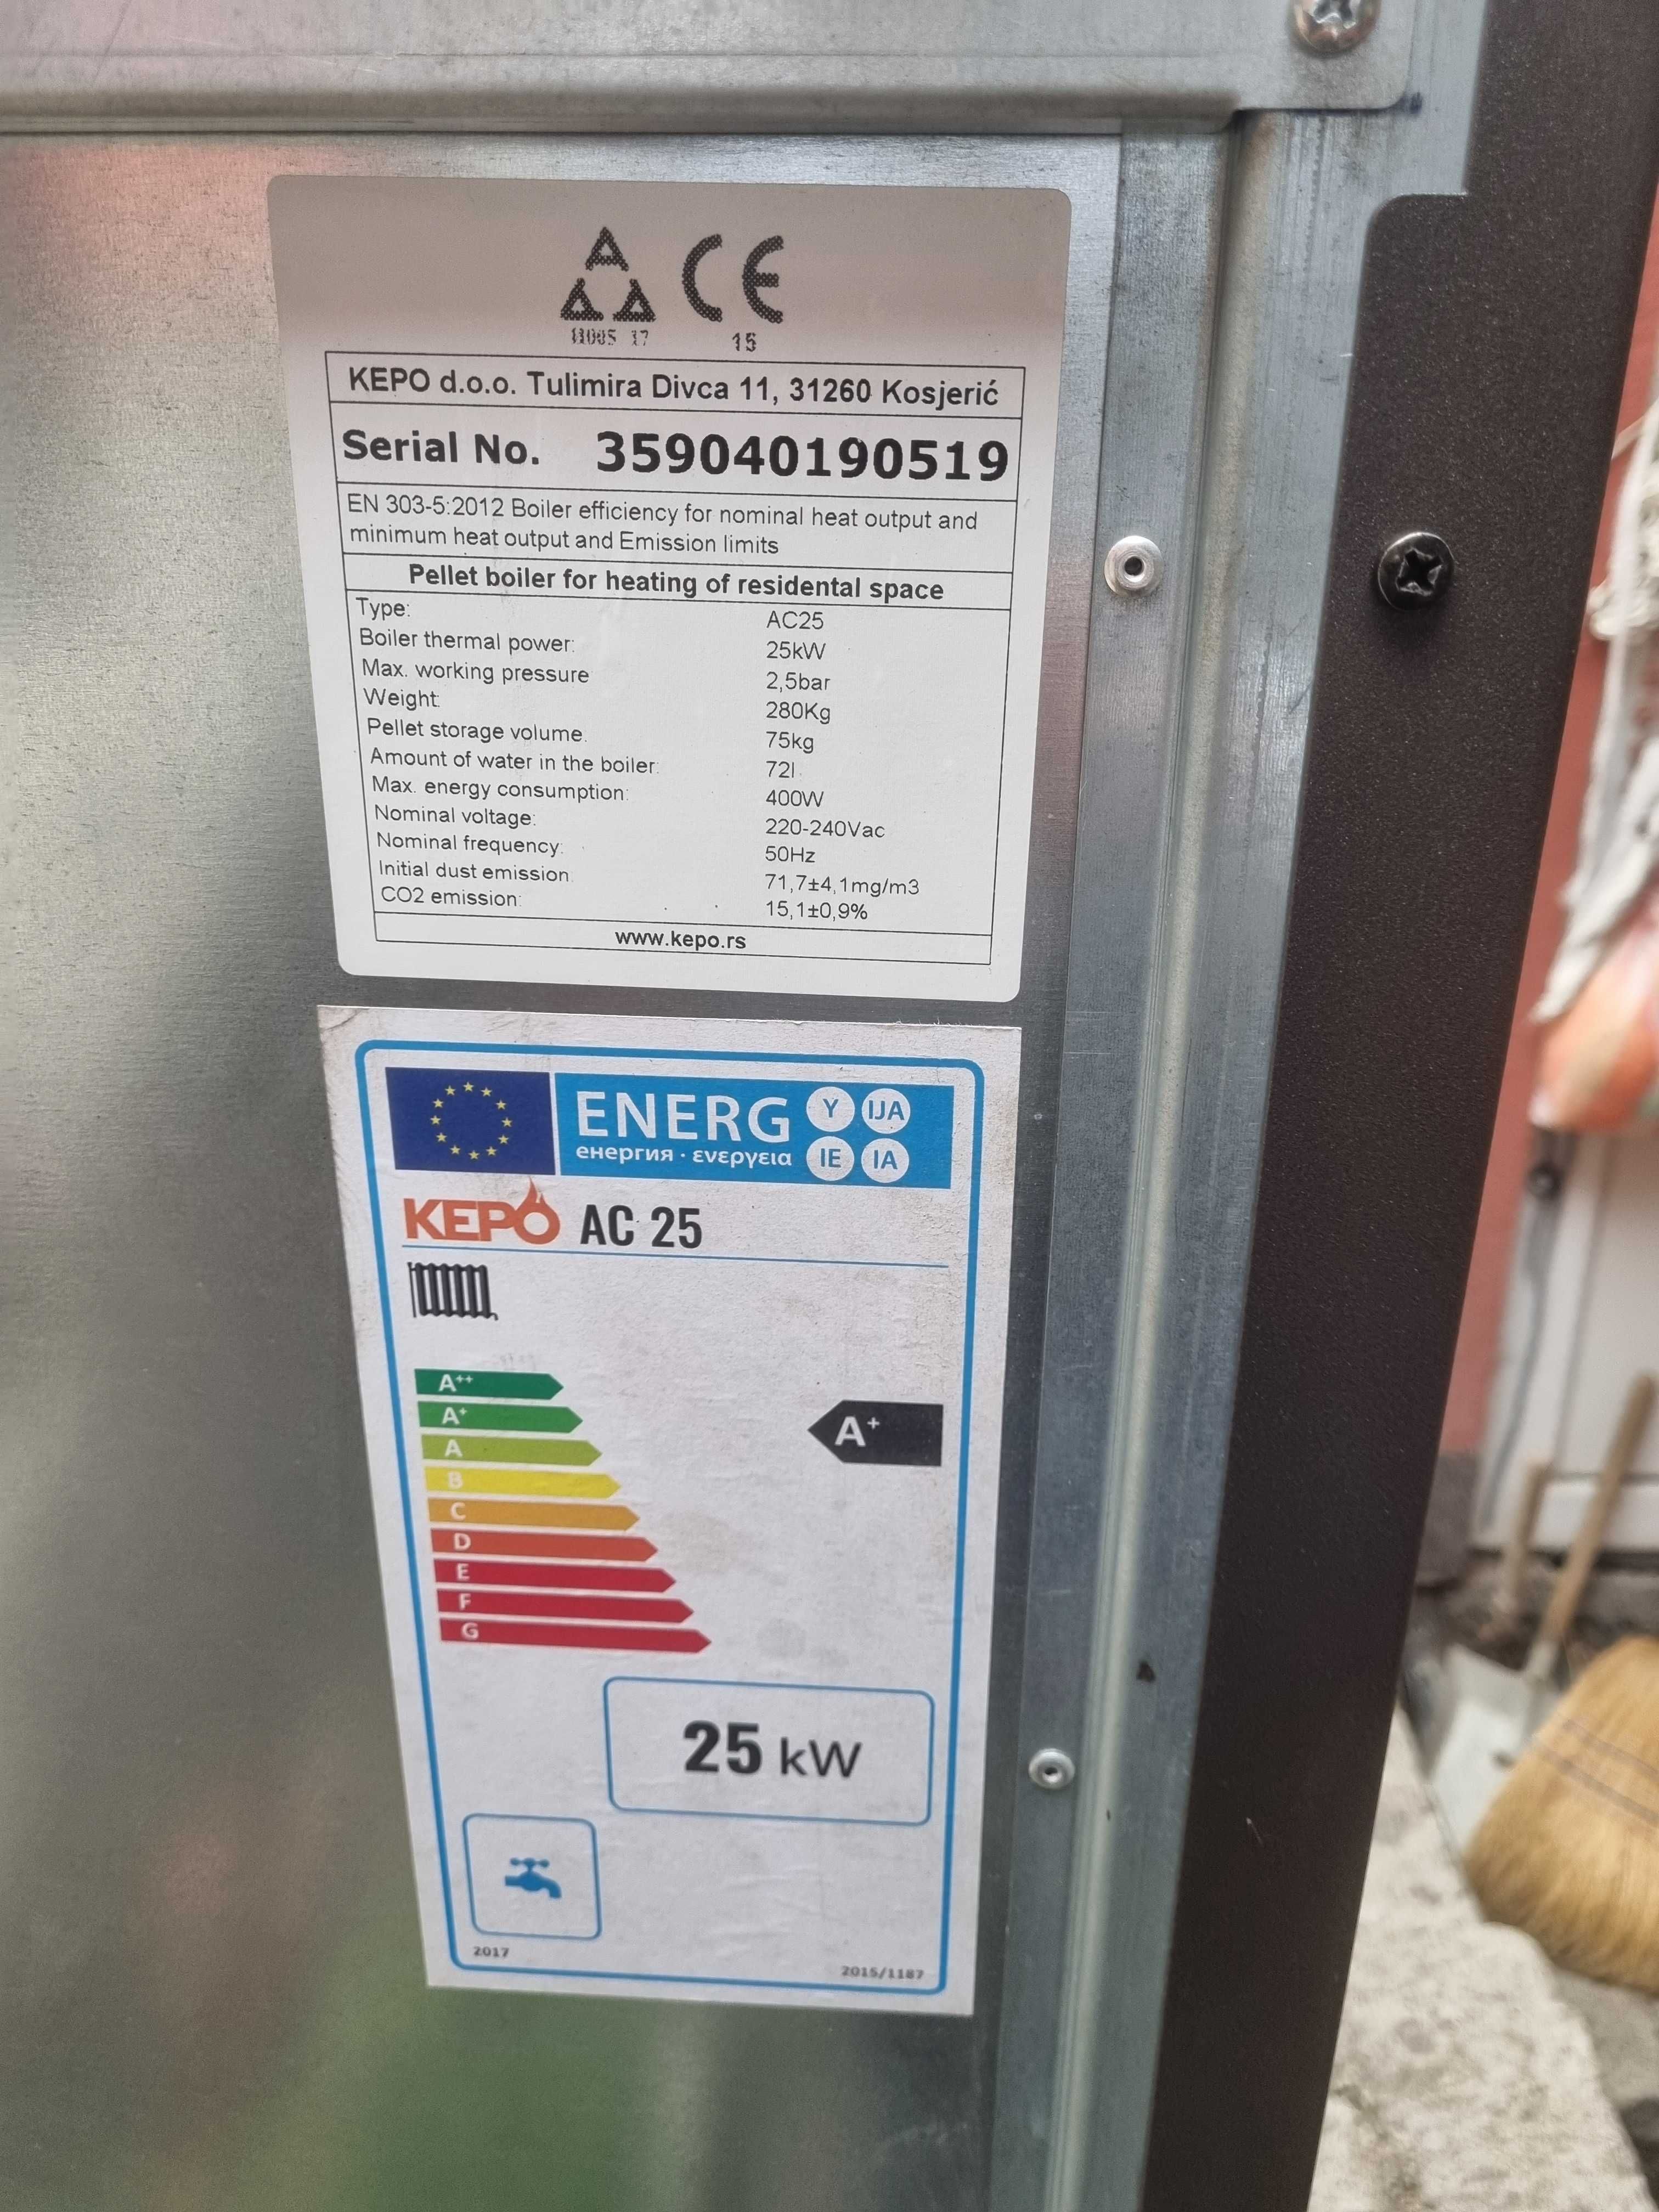 11005 17
15
KEPO d.o.o. Tulimira Divca 11, 31260 Kosjerić
Serial No. 359040190519
EN 303-5:2012 Boiler efficiency for nominal heat output and
minimum heat output and Emission limits
Pellet boiler for heating of residental space
Type: AC25
Boiler thermal power: 25kW
Max. working pressure 2,5bar
Weight: 280Kg
Pellet storage volume. 75kg
Amount of water in the boiler: 72l.
Max. energy consumption: 400W
Nominal voltage: 220-240Vac
Nominal frequency: 50Hz
Initial dust emission: 71,7±4,1mg/m3
CO2 emission: 15,1±0,9%
www.kepo.rs
ENERG Y IJA
енергия · ενεργεια IE IA
KEPO AC 25
A++
A+ A+
A
B
C
D
E
F
G
25 kW
2017 2015/1187